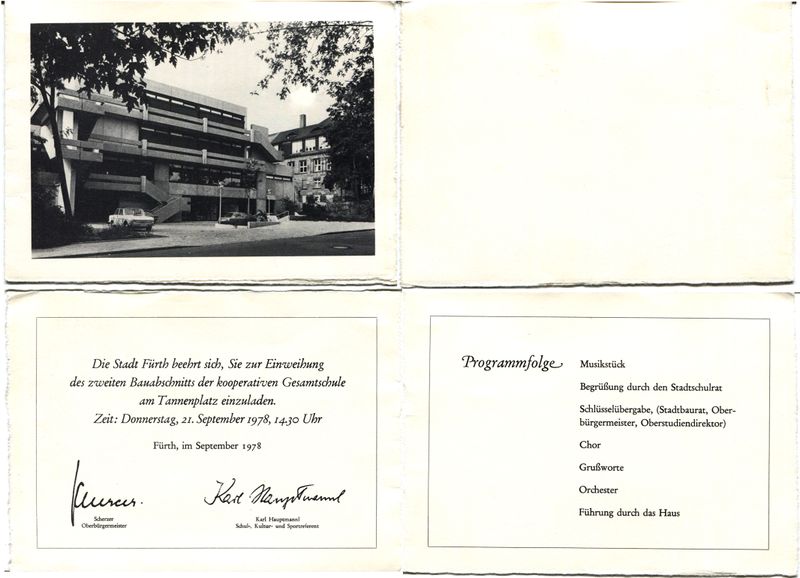 Die Stadt Fürth beehrt sich, Sie zur Einweihung
des zweiten Bauabschnitts der kooperativen Gesamtschule
am Tannenplatz einzuladen.
Zeit: Donnerstag, 21. September 1978, 14.30 Uhr
Fürth, im September 1978
Scherzer
Oberbürgermeister
Karl Hauptmannl
Karl Hauptmannl
Schul-, Kultur- und Sportreferent
Programmfolge
Musikstück
Begrüßung durch den Stadtschulrat
Schlüsselübergabe, (Stadtbaurat, Ober-
bürgermeister, Oberstudiendirektor)
Chor
Grußworte
Orchester
Führung durch das Haus